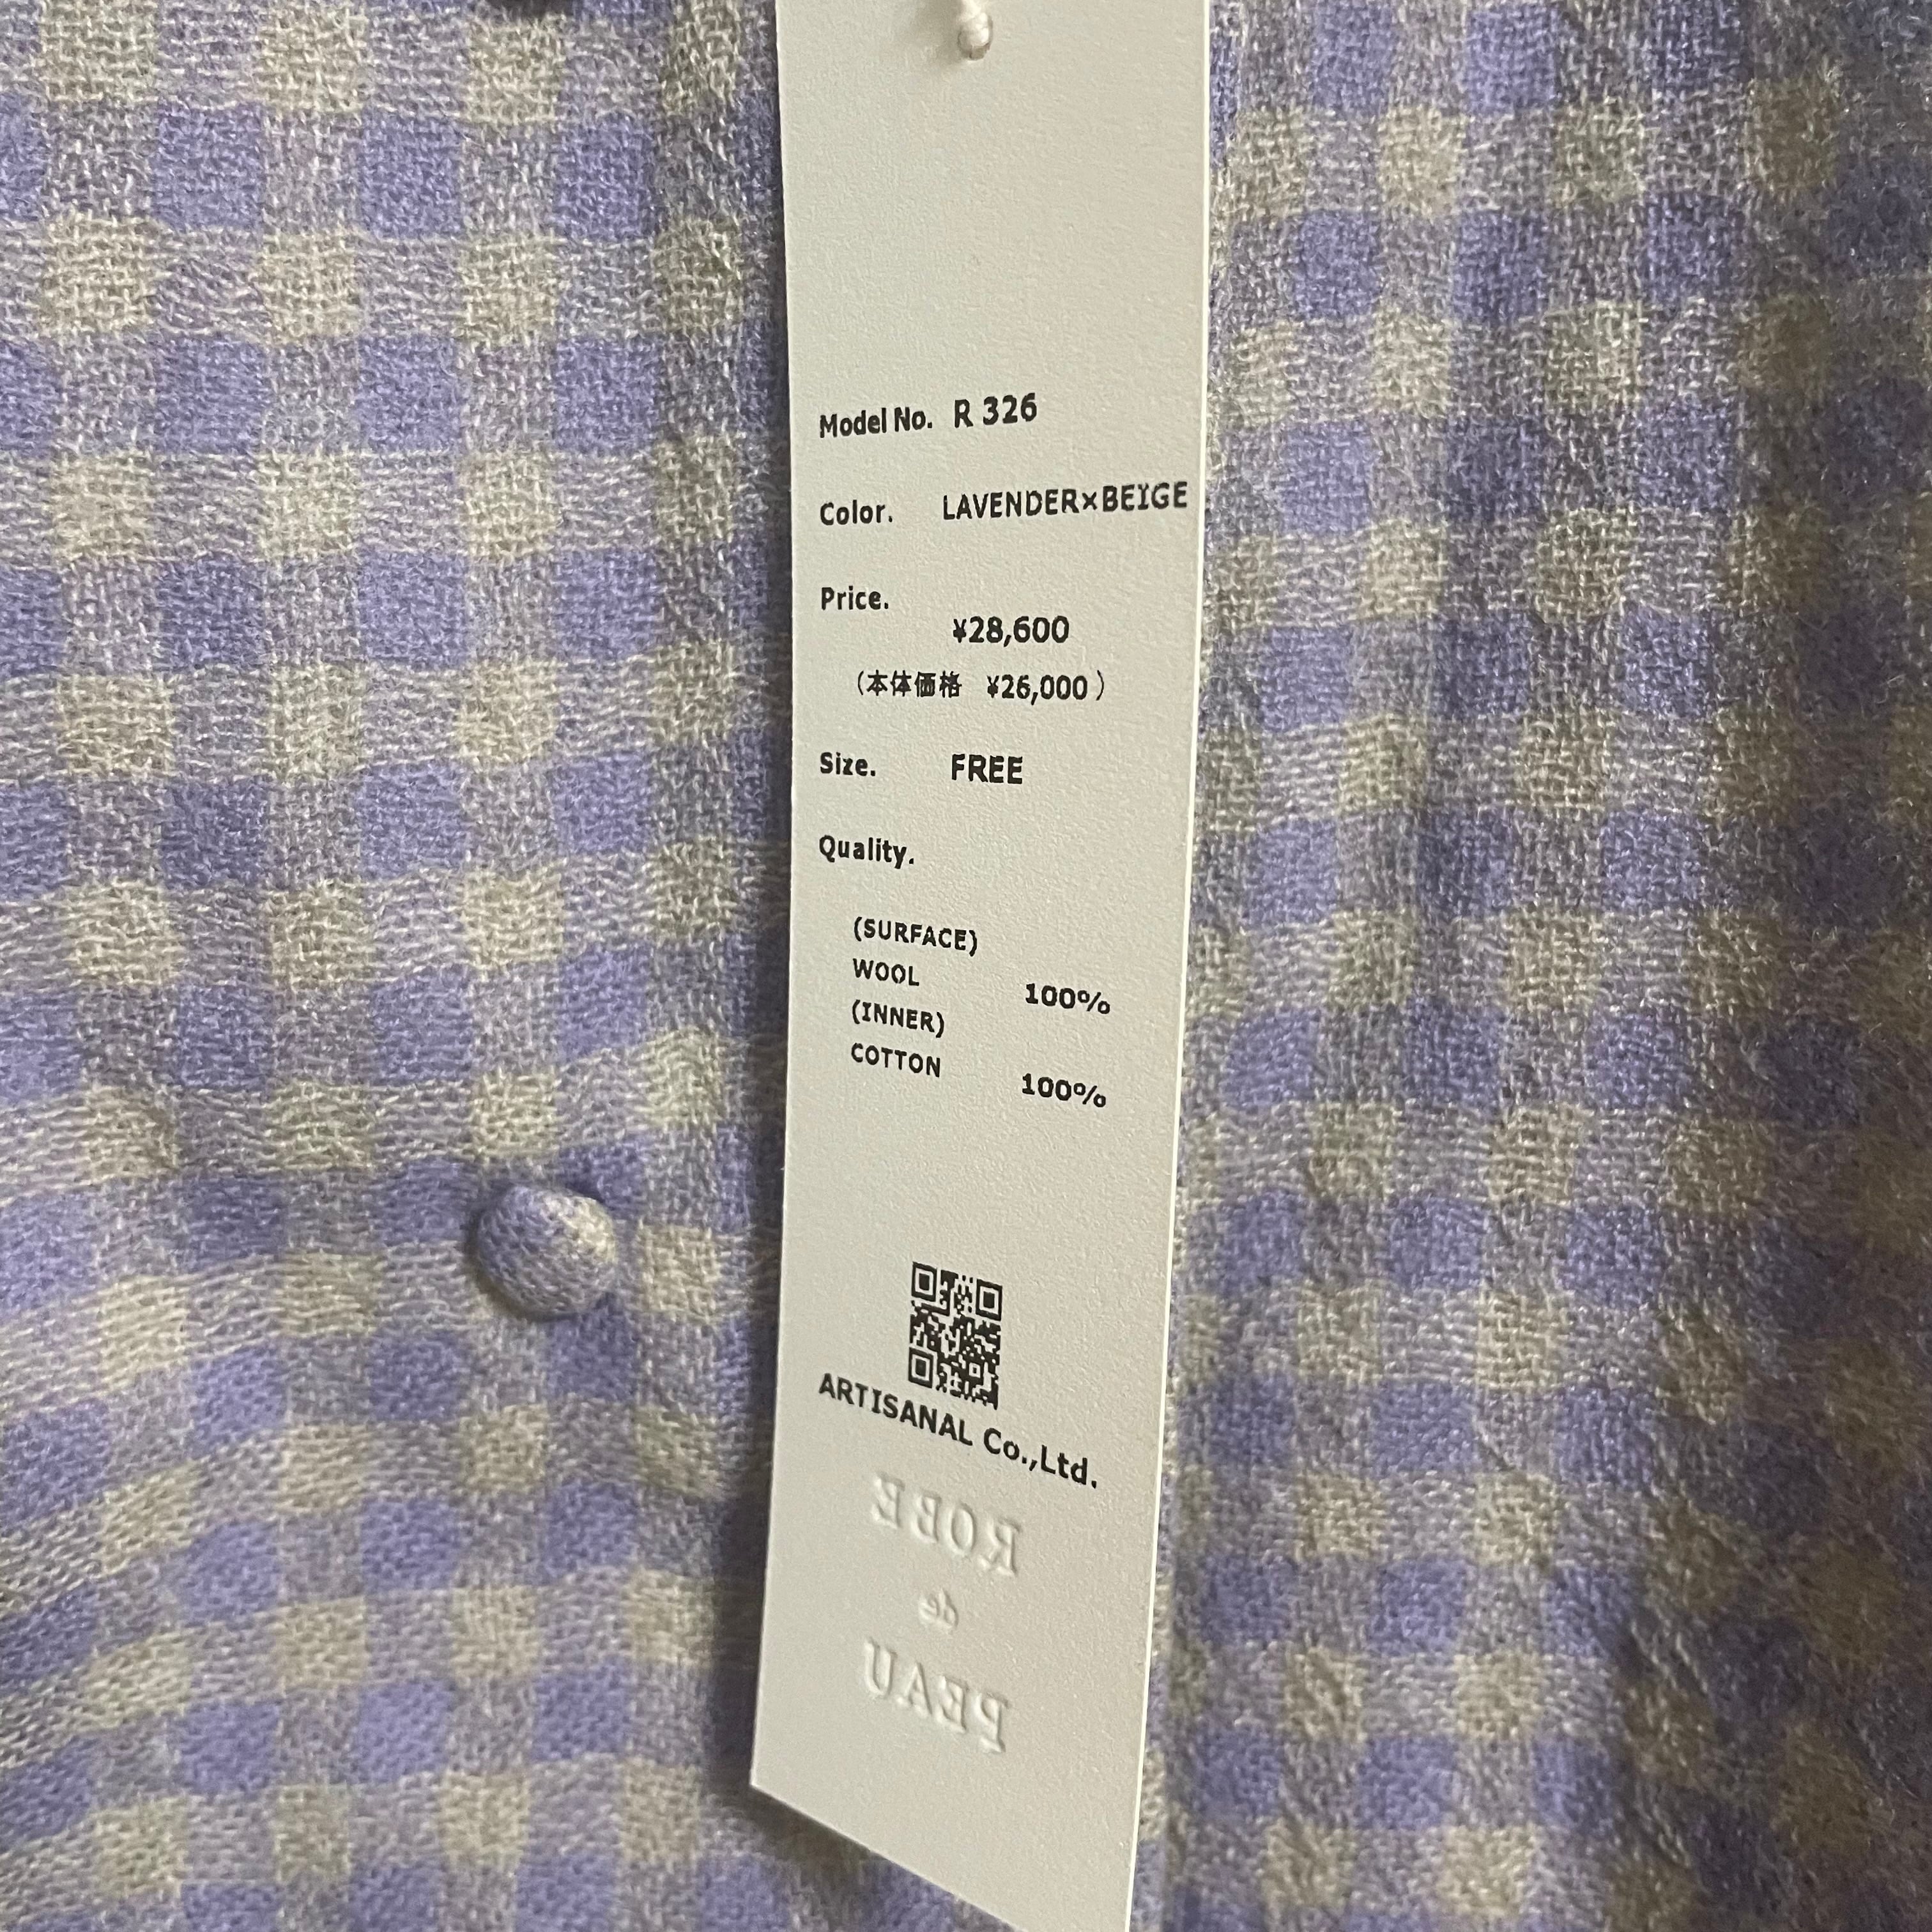 Model No. R 326
Color. LAVENDER×BEIGE
Price.
¥28,600
(本体価格 ¥26,000)
Size. FREE
Quality.
(SURFACE)
WOOL 100%
(INNER)
COTTON 100%
ARTISANAL Co.,Ltd.
ROBE
de
PEAU